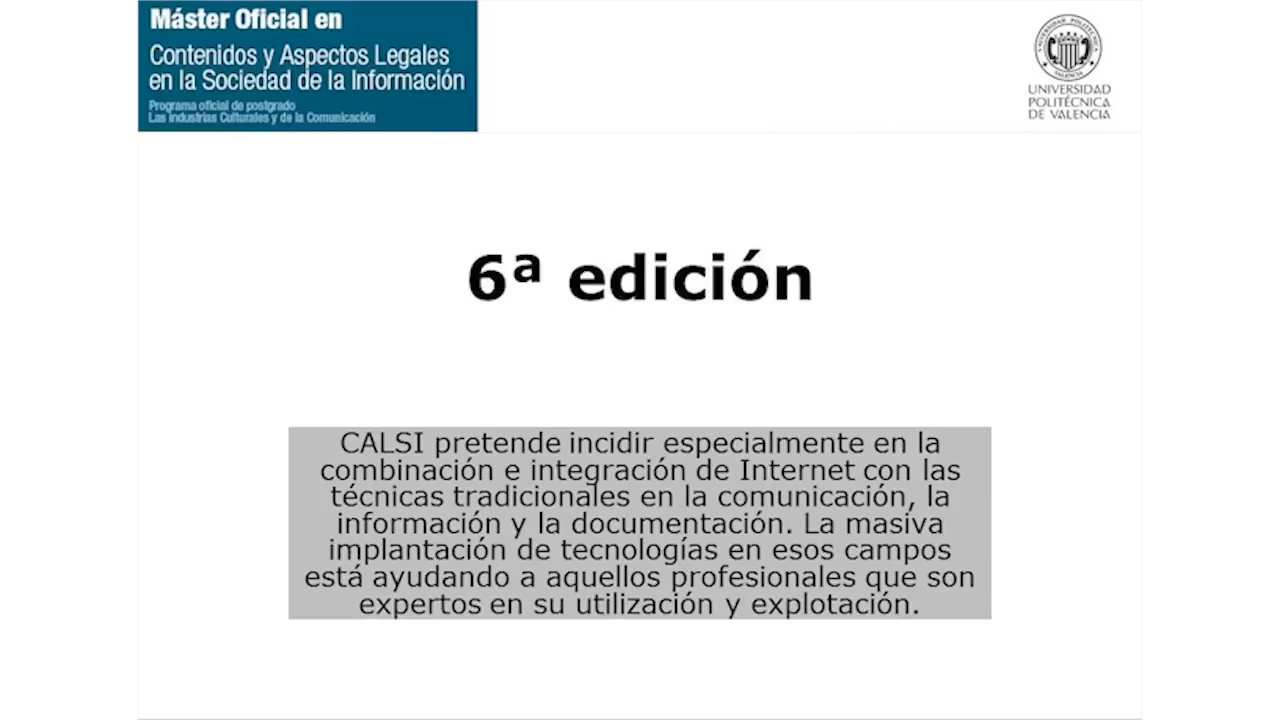 Máster Oficial en
Contenidos y Aspectos Legales
en la Sociedad de la Información
Programa oficial de postgrado
Las Industrias Culturales y de la Comunicación
UNIVERSIDAD POLITECNICA
VALENCIA
UNIVERSIDAD
POLITÉCNICA
DE VALENCIA
6ª edición
CALSI pretende incidir especialmente en la
combinación e integración de Internet con las
técnicas tradicionales en la comunicación, la
información y la documentación. La masiva
implantación de tecnologías en esos campos
está ayudando a aquellos profesionales que son
expertos en su utilización y explotación.